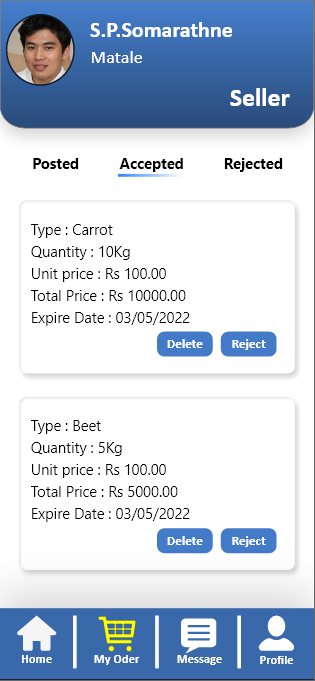 S.P.Somarathne
Matale
Seller
Posted Accepted Rejected
Type : Carrot
Quantity : 10Kg
Unit price : Rs 100.00
Total Price : Rs 10000.00
Expire Date : 03/05/2022
Delete Reject
Type : Beet
Quantity : 5Kg
Unit price : Rs 100.00
Total Price : Rs 5000.00
Expire Date : 03/05/2022
Delete Reject
Home My Oder Message Profile